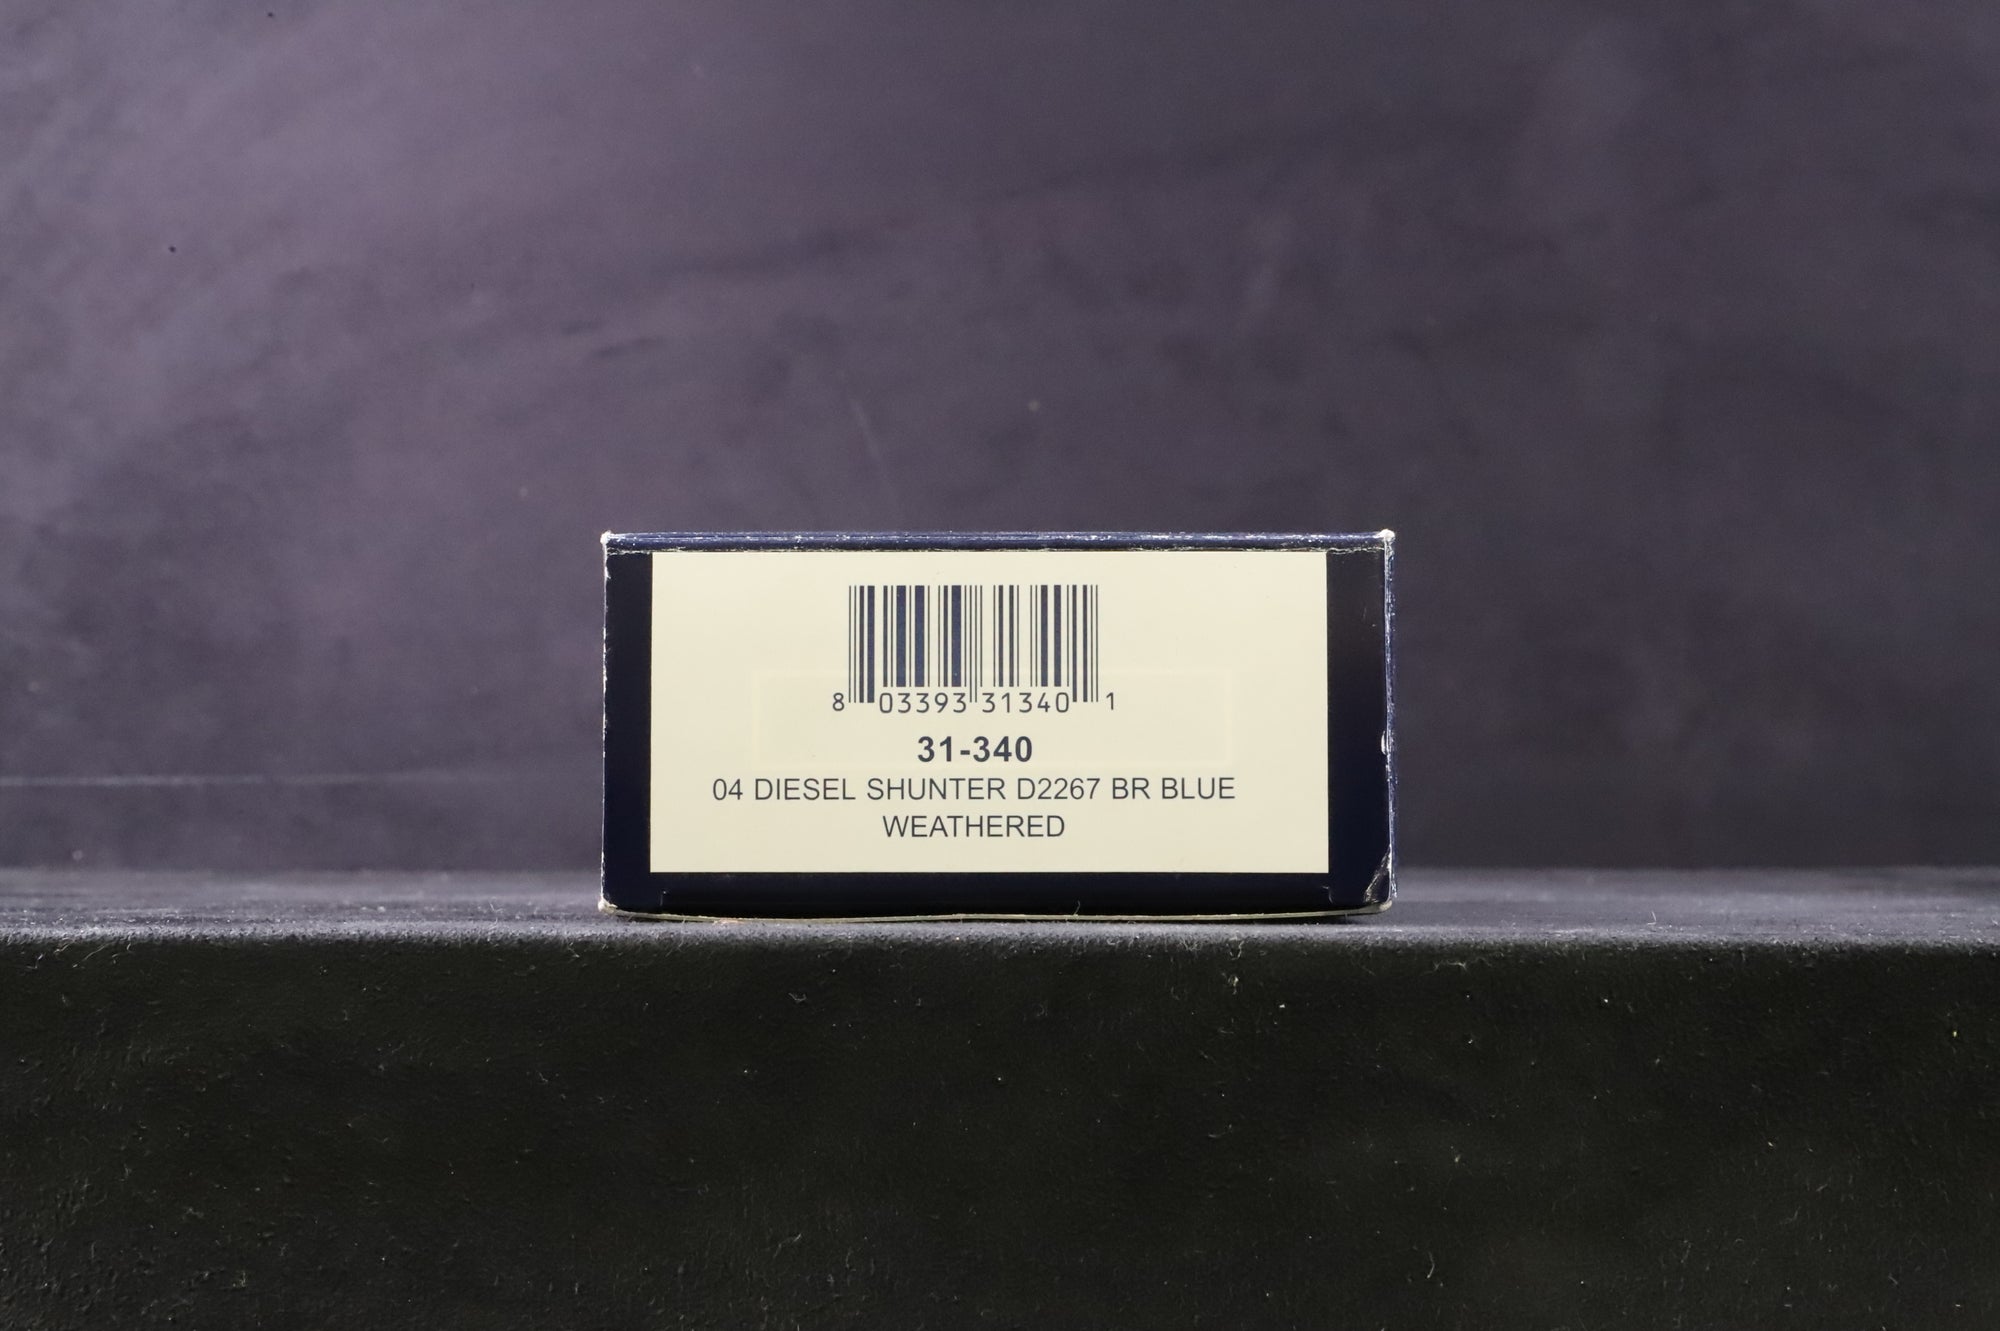 8 03393 31340 1
31-340
04 DIESEL SHUNTER D2267 BR BLUE
WEATHERED